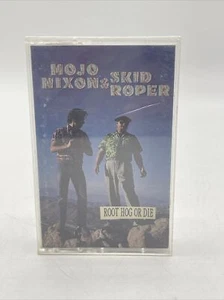 MOJO
NIXON & SKID
ROPER
ROOT HOG OR DIE